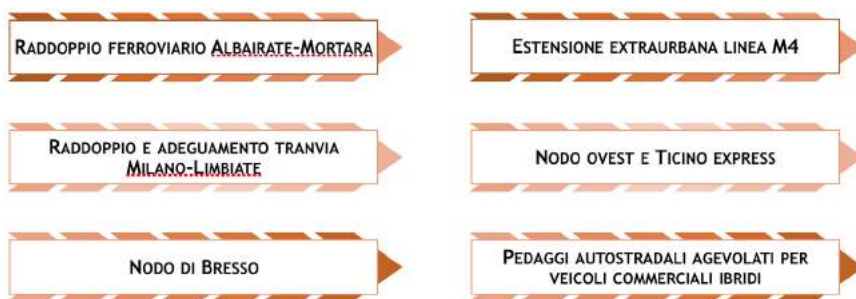 RADDOPPIO FERROVIARIO ALBAIRATE-MORTARA
ESTENSIONE EXTRAURBANA LINEA M4
RADDOPPIO E ADEGUAMENTO TRANVIA
MILANO-LIMBIATE
NODO OVEST E TICINO EXPRESS
NODO DI BRESSO
PEDAGGI AUTOSTRADALI AGEVOLATI PER
VEICOLI COMMERCIALI IBRIDI